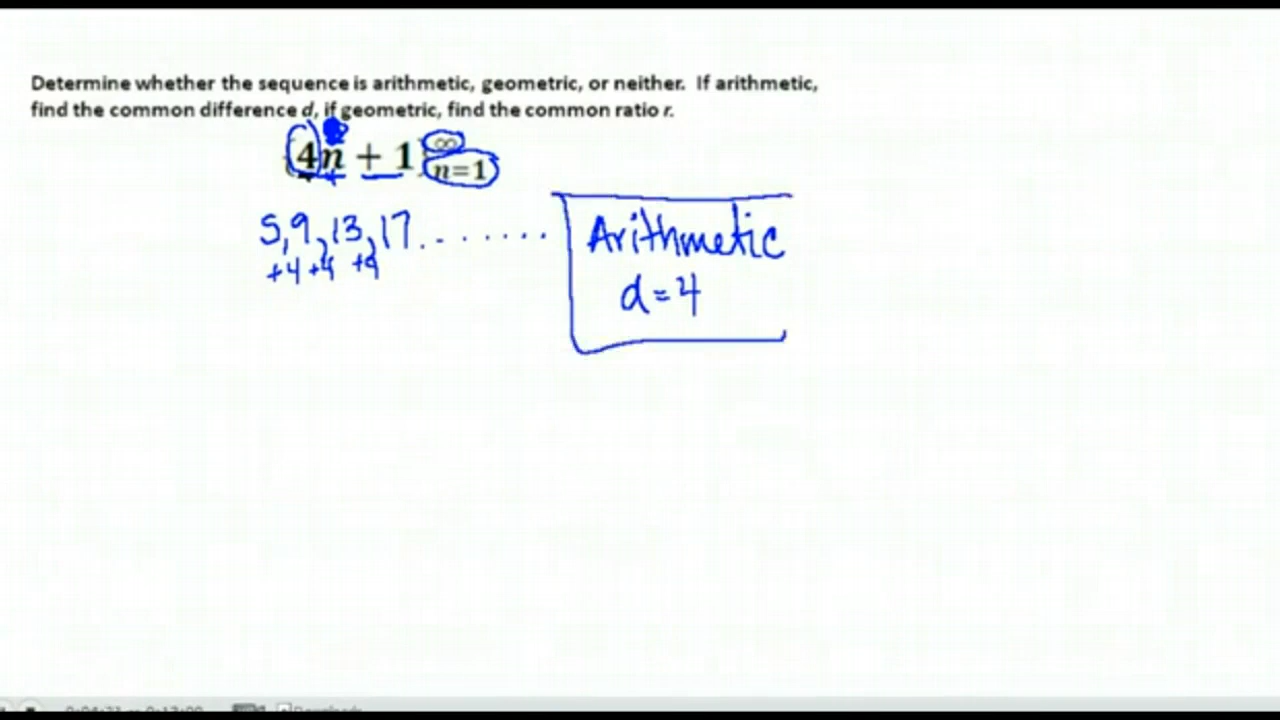 Determine whether the sequence is arithmetic, geometric, or neither. If arithmetic,
find the common difference d, if geometric, find the common ratio r.
{4n + 1}
∞
n=1
5, 9, 13, 17 . . . . . . .
+4 +4 +4
Arithmetic
d = 4
Downloads